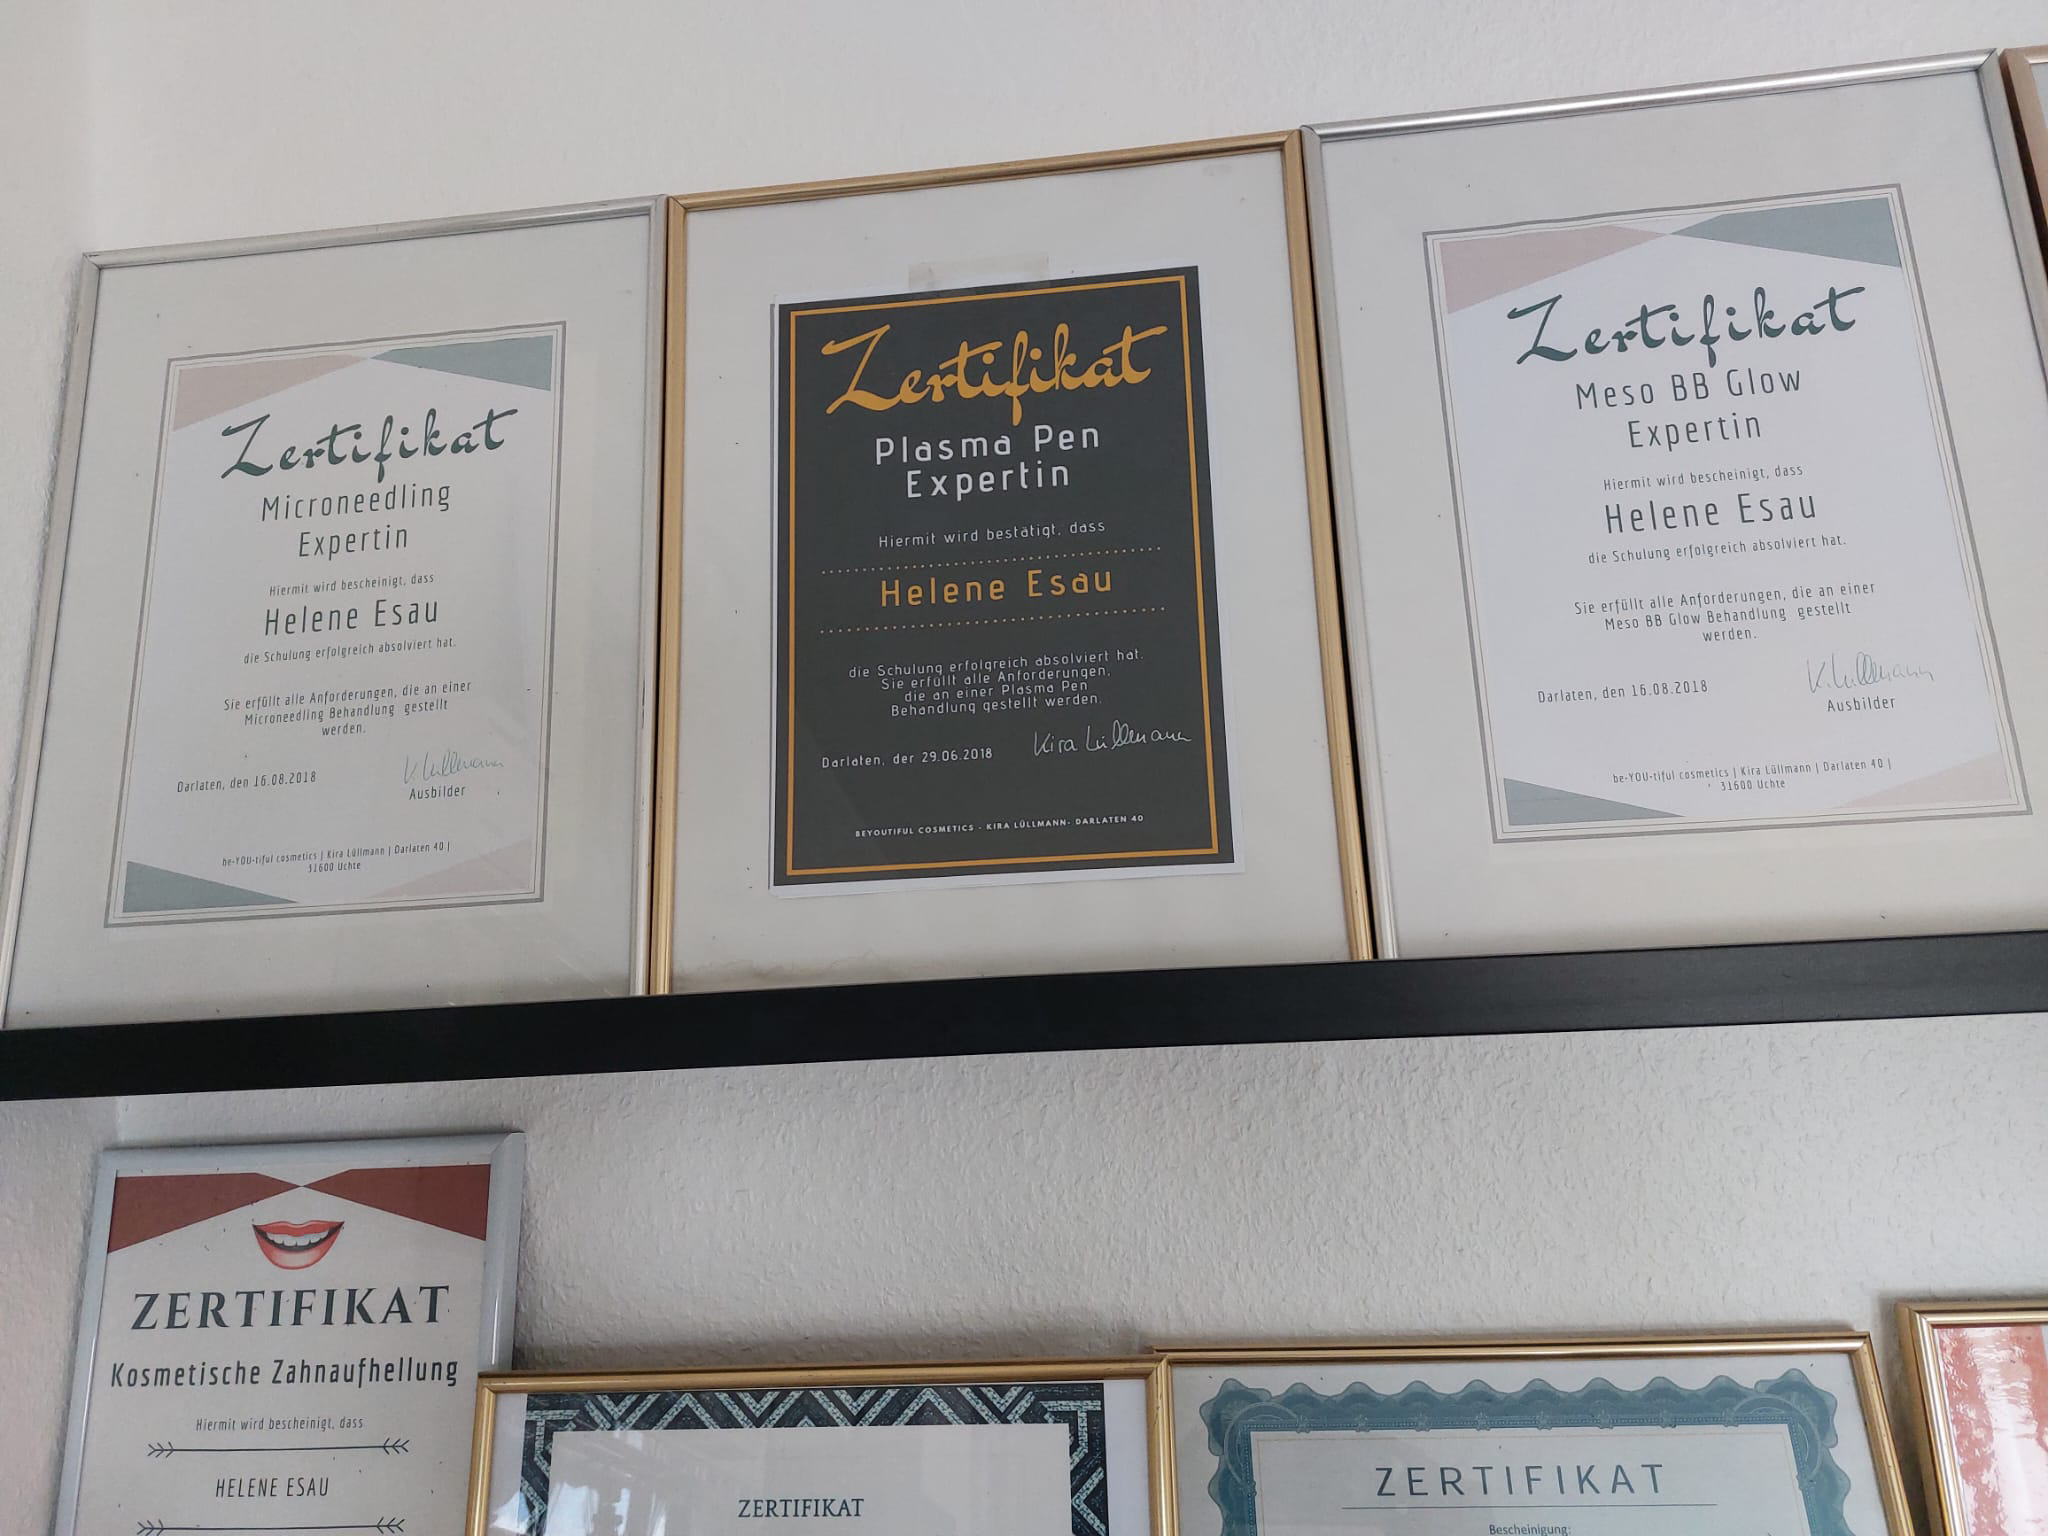 Zertifikat
Microneedling
Expertin
Hiermit wird bescheinigt, dass
Helene Esau
die Schulung erfolgreich absolviert hat.
Sie erfüllt alle Anforderungen, die an einer
Microneedling Behandlung gestellt
werden.
Darlaten, den 16.08.2018
K. Lüllmann
Ausbilder
be-YOU-tiful cosmetics | Kira Lüllmann | Darlaten 40 |
31600 Uchte
Zertifikat
Plasma Pen
Expertin
Hiermit wird bestätigt, dass
Helene Esau
die Schulung erfolgreich absolviert hat.
Sie erfüllt alle Anforderungen,
die an einer Plasma Pen
Behandlung gestellt werden.
Darlaten, der 29.06.2018
Kira Lüllmann
BEYOUTIFUL COSMETICS - KIRA LÜLLMANN- DARLATEN 40
Zertifikat
Meso BB Glow
Expertin
Hiermit wird bescheinigt, dass
Helene Esau
die Schulung erfolgreich absolviert hat.
Sie erfüllt alle Anforderungen, die an einer
Meso BB Glow Behandlung gestellt
werden.
Darlaten, den 16.08.2018
K. Lüllmann
Ausbilder
be-YOU-tiful cosmetics | Kira Lüllmann | Darlaten 40 |
31600 Uchte
ZERTIFIKAT
Kosmetische Zahnaufhellung
Hiermit wird bescheinigt, dass
HELENE ESAU
ZERTIFIKAT
ZERTIFIKAT
Bescheinigung: